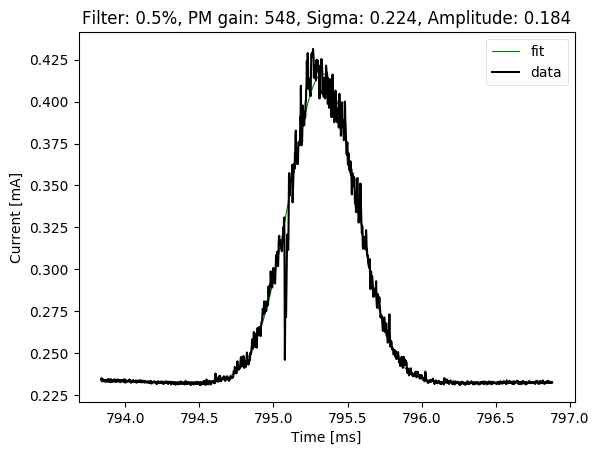 Filter: 0.5%, PM gain: 548, Sigma: 0.224, Amplitude: 0.184
fit
data
0.425
0.400
0.375
0.350
0.325
0.300
0.275
0.250
0.225
Current [mA]
794.0 794.5 795.0 795.5 796.0 796.5 797.0
Time [ms]